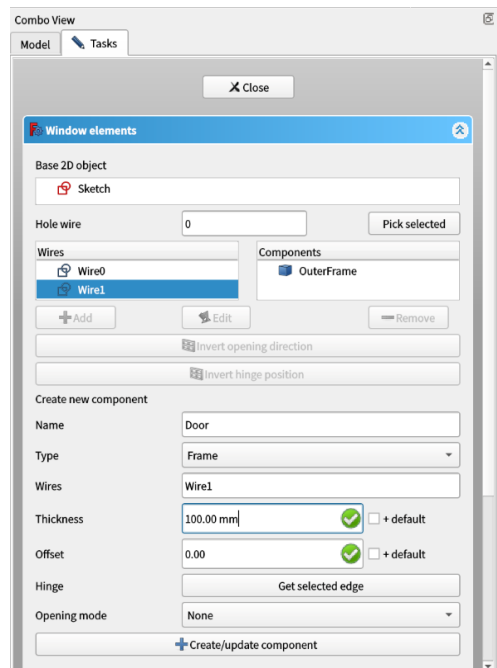 Combo View
Model Tasks
Close
Window elements
Base 2D object
Sketch
Hole wire 0 Pick selected
Wires Components
Wire0 OuterFrame
Wire1
Add Edit Remove
Invert opening direction
Invert hinge position
Create new component
Name Door
Type Frame
Wires Wire1
Thickness 100.00 mm + default
Offset 0.00 + default
Hinge Get selected edge
Opening mode None
Create/update component